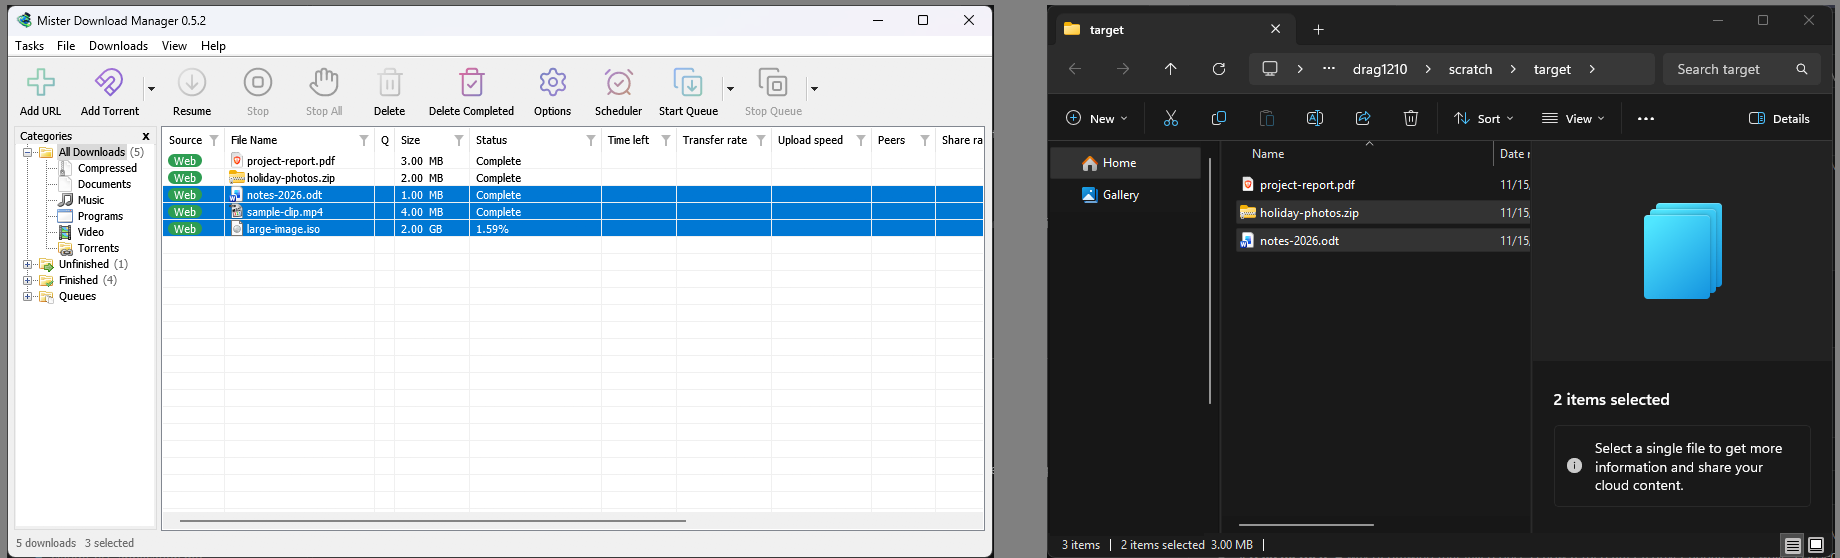 Mister Download Manager 0.5.2
Tasks File Downloads View Help
Add URL Add Torrent Resume Stop Stop All Delete Delete Completed Options Scheduler Start Queue Stop Queue
Categories x
All Downloads (5)
Compressed
Documents
Music
Programs
Video
Torrents
Unfinished (1)
Finished (4)
Queues
Source File Name Q Size Status Time left Transfer rate Upload speed Peers Share ra
Web project-report.pdf 3.00 MB Complete
Web holiday-photos.zip 2.00 MB Complete
Web notes-2026.odt 1.00 MB Complete
Web sample-clip.mp4 4.00 MB Complete
Web large-image.iso 2.00 GB 1.59%
5 downloads 3 selected
target
drag1210 > scratch > target >
Search target
New Sort View ... Details
Home
Gallery
Name Date
project-report.pdf 11/15/
holiday-photos.zip 11/15/
notes-2026.odt 11/15/
2 items selected
Select a single file to get more
information and share your
cloud content.
3 items | 2 items selected 3.00 MB |